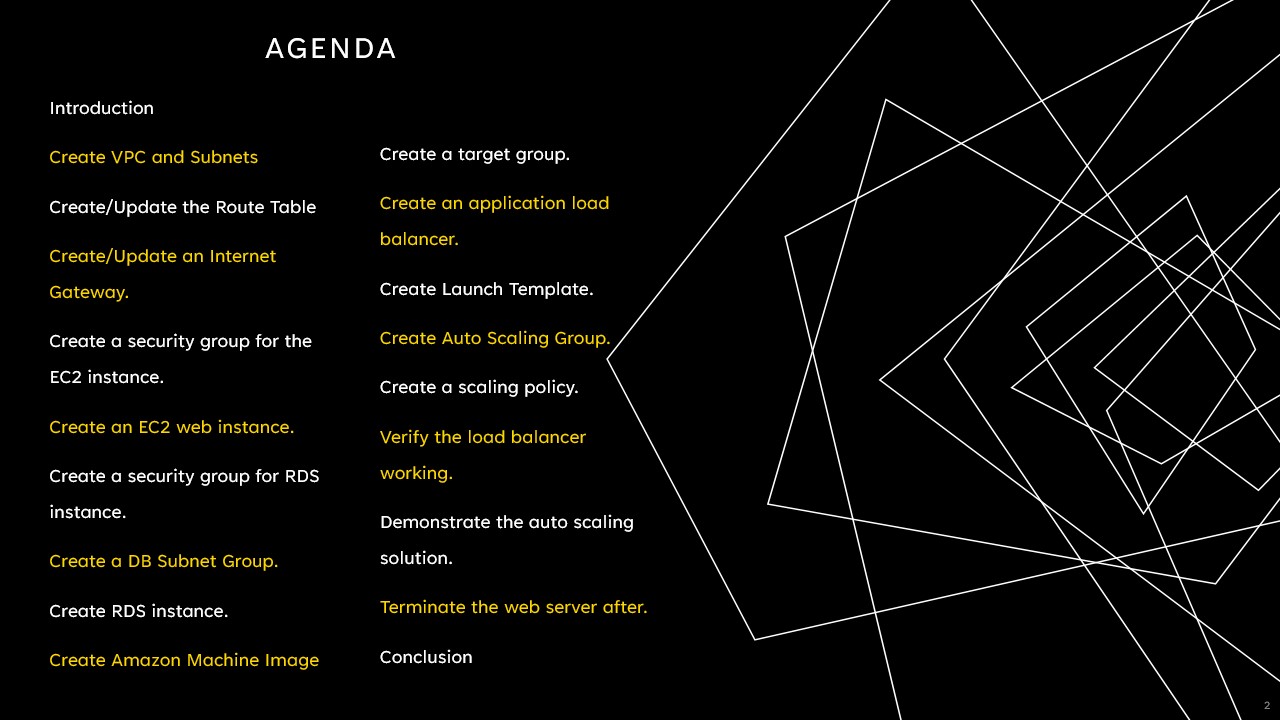 AGENDA
Introduction
Create VPC and Subnets
Create/Update the Route Table
Create/Update an Internet
Gateway.
Create a security group for the
EC2 instance.
Create an EC2 web instance.
Create a security group for RDS
instance.
Create a DB Subnet Group.
Create RDS instance.
Create Amazon Machine Image
Create a target group.
Create an application load
balancer.
Create Launch Template.
Create Auto Scaling Group.
Create a scaling policy.
Verify the load balancer
working.
Demonstrate the auto scaling
solution.
Terminate the web server after.
Conclusion
2